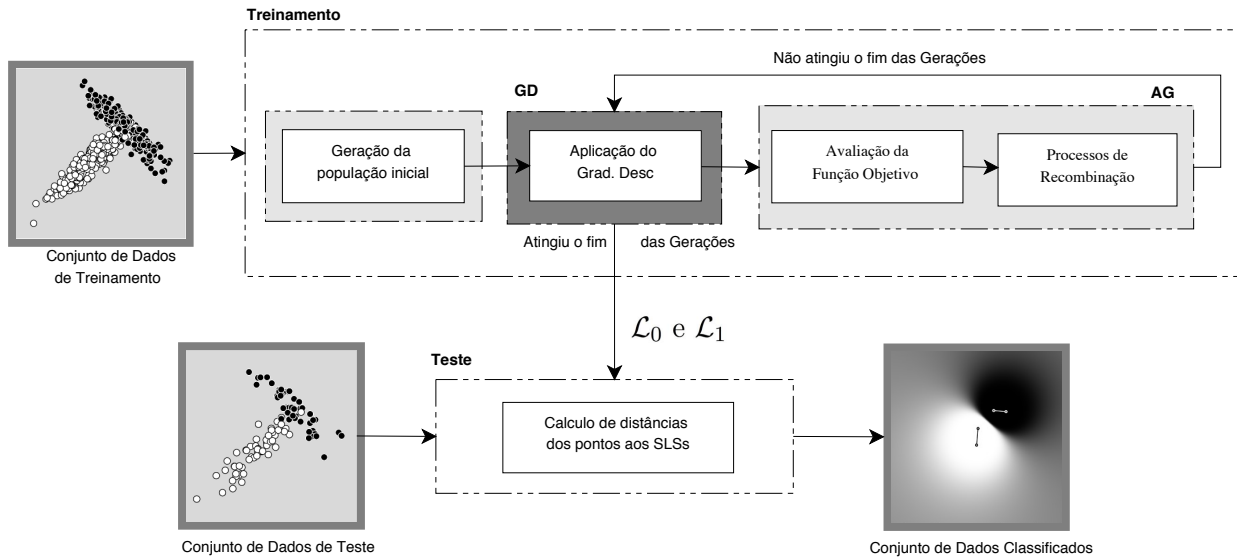 Treinamento
Não atingiu o fim das Gerações
GD
AG
Geração da
população inicial
Aplicação do
Grad. Desc
Avaliação da
Função Objetivo
Processos de
Recombinação
Conjunto de Dados
de Treinamento
Atingiu o fim das Gerações
ℒ₀ e ℒ₁
Teste
Calculo de distâncias
dos pontos aos SLSs
Conjunto de Dados de Teste
Conjunto de Dados Classificados